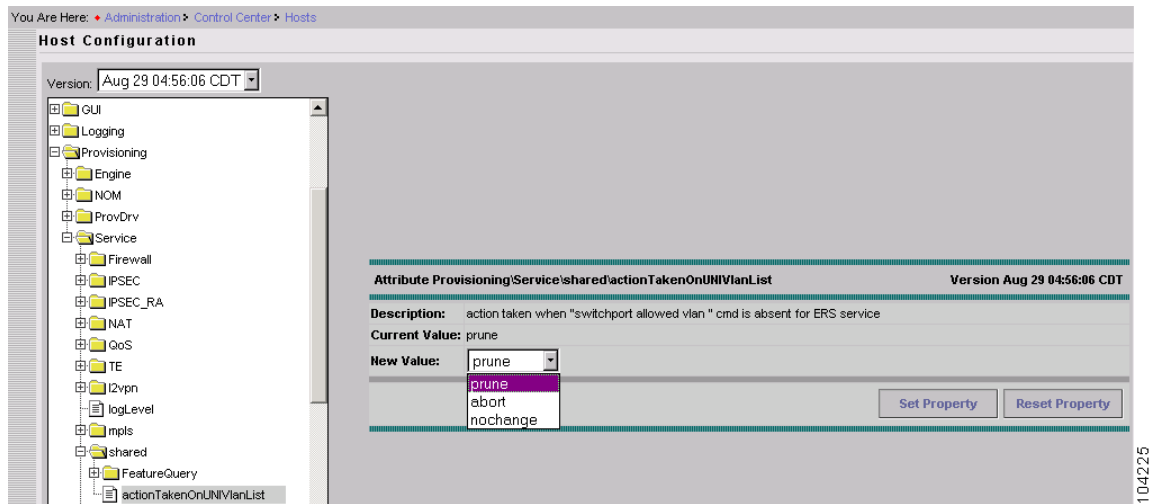 You Are Here: Administration Control Center Hosts
Host Configuration
Version: Aug 29 04:56:06 CDT
GUI
Logging
Provisioning
Engine
NOM
ProvDrv
Service
Firewall
IPSEC
IPSEC_RA
NAT
QoS
TE
l2vpn
logLevel
mpls
shared
FeatureQuery
actionTakenOnUNIVlanList
Attribute Provisioning\Service\shared\actionTakenOnUNIVlanList Version Aug 29 04:56:06 CDT
Description: action taken when "switchport allowed vlan " cmd is absent for ERS service
Current Value: prune
New Value: prune
prune
abort
nochange
Set Property Reset Property
104225